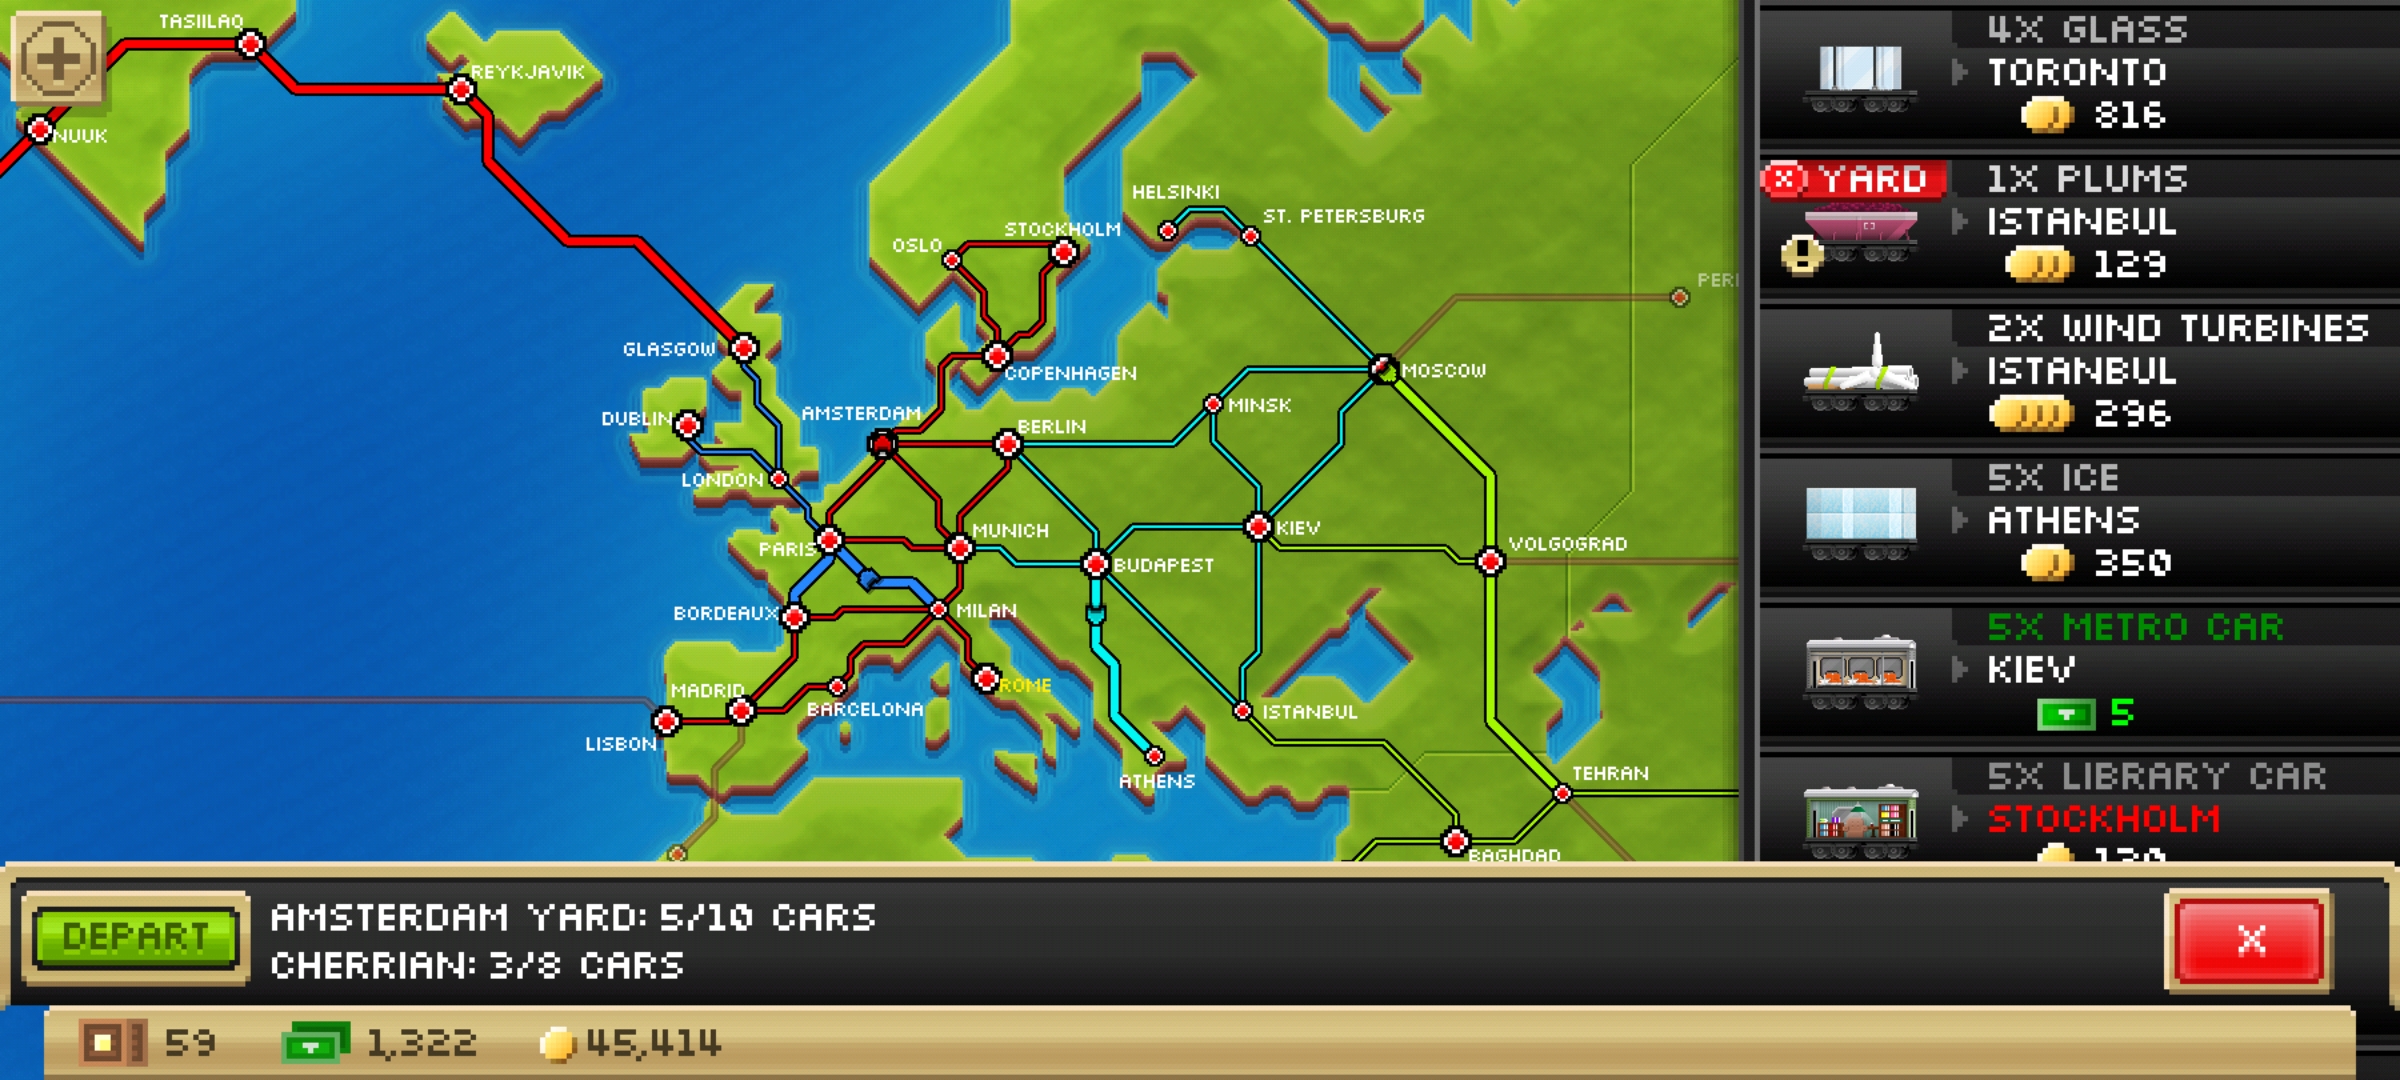 TASIILAQ
REYKJAVIK
NUUK
HELSINKI
ST. PETERSBURG
STOCKHOLM
OSLO
GLASGOW
COPENHAGEN
MOSCOW
DUBLIN
AMSTERDAM
BERLIN
MINSK
LONDON
PARIS
MUNICH
KIEV
VOLGOGRAD
BUDAPEST
BORDEAUX
MILAN
MADRID
ROME
BARCELONA
ISTANBUL
LISBON
ATHENS
TEHRAN
BAGHDAD
4X GLASS
TORONTO
816
YARD
1X PLUMS
ISTANBUL
129
2X WIND TURBINES
ISTANBUL
296
5X ICE
ATHENS
350
5X METRO CAR
KIEV
5
5X LIBRARY CAR
STOCKHOLM
DEPART
AMSTERDAM YARD: 5/10 CARS
CHERRIAN: 3/8 CARS
X
59
1,322
45,414